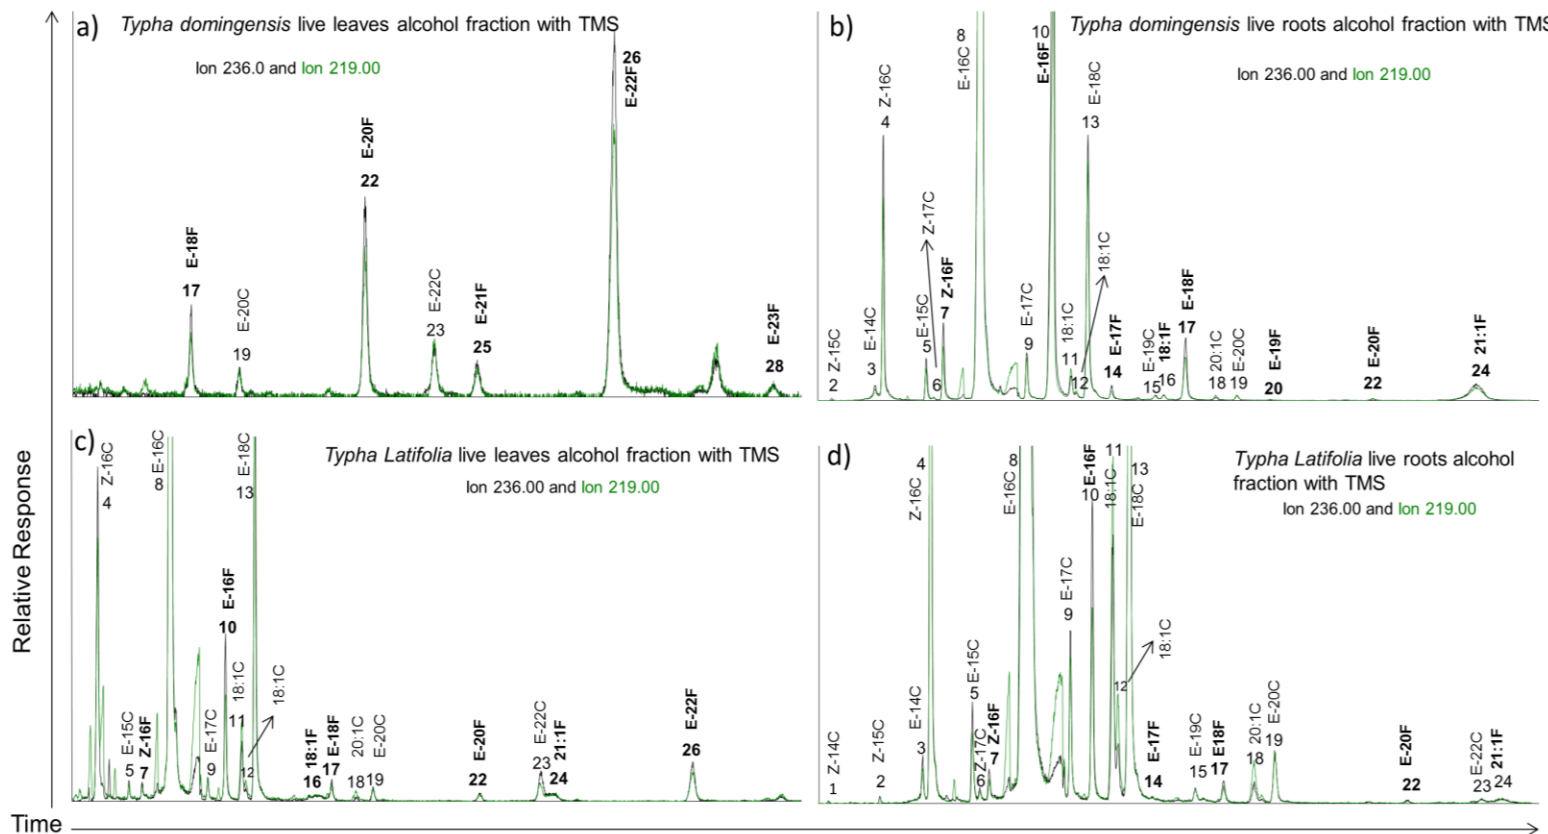 a) Typha domingensis live leaves alcohol fraction with TMS
Ion 236.0 and Ion 219.00
E-18F
17
E-20C
19
E-20F
22
E-22C
23
E-21F
25
26
E-22F
E-23F
28
b) Typha domingensis live roots alcohol fraction with TMS
Ion 236.00 and Ion 219.00
Z-15C
2
E-14C
3
Z-16C
4
E-15C
5
Z-17C
6
Z-16F
7
E-16C
8
E-17C
9
10
E-16F
18:1C
11
18:1C
12
E-18C
13
E-17F
14
E-19C
15
18:1F
16
E-18F
17
20:1C
18
E-20C
19
E-19F
20
E-20F
22
21:1F
24
c) Typha Latifolia live leaves alcohol fraction with TMS
Ion 236.00 and Ion 219.00
Z-16C
4
E-15C
5
Z-16F
7
E-16C
8
E-17C
9
E-16F
10
18:1C
11
18:1C
12
E-18C
13
18:1F
16
E-18F
17
20:1C
18
E-20C
19
E-20F
22
E-22C
23
21:1F
24
E-22F
26
d) Typha Latifolia live roots alcohol
fraction with TMS
Ion 236.00 and Ion 219.00
Z-14C
1
Z-15C
2
E-14C
3
4
Z-16C
E-15C
5
Z-17C
6
Z-16F
7
8
E-16C
E-17C
9
E-16F
10
11
18:1C
12
18:1C
13
E-18C
E-17F
14
E-19C
15
E18F
17
20:1C
18
E-20C
19
E-20F
22
E-22C
23
21:1F
24
Relative Response
Time